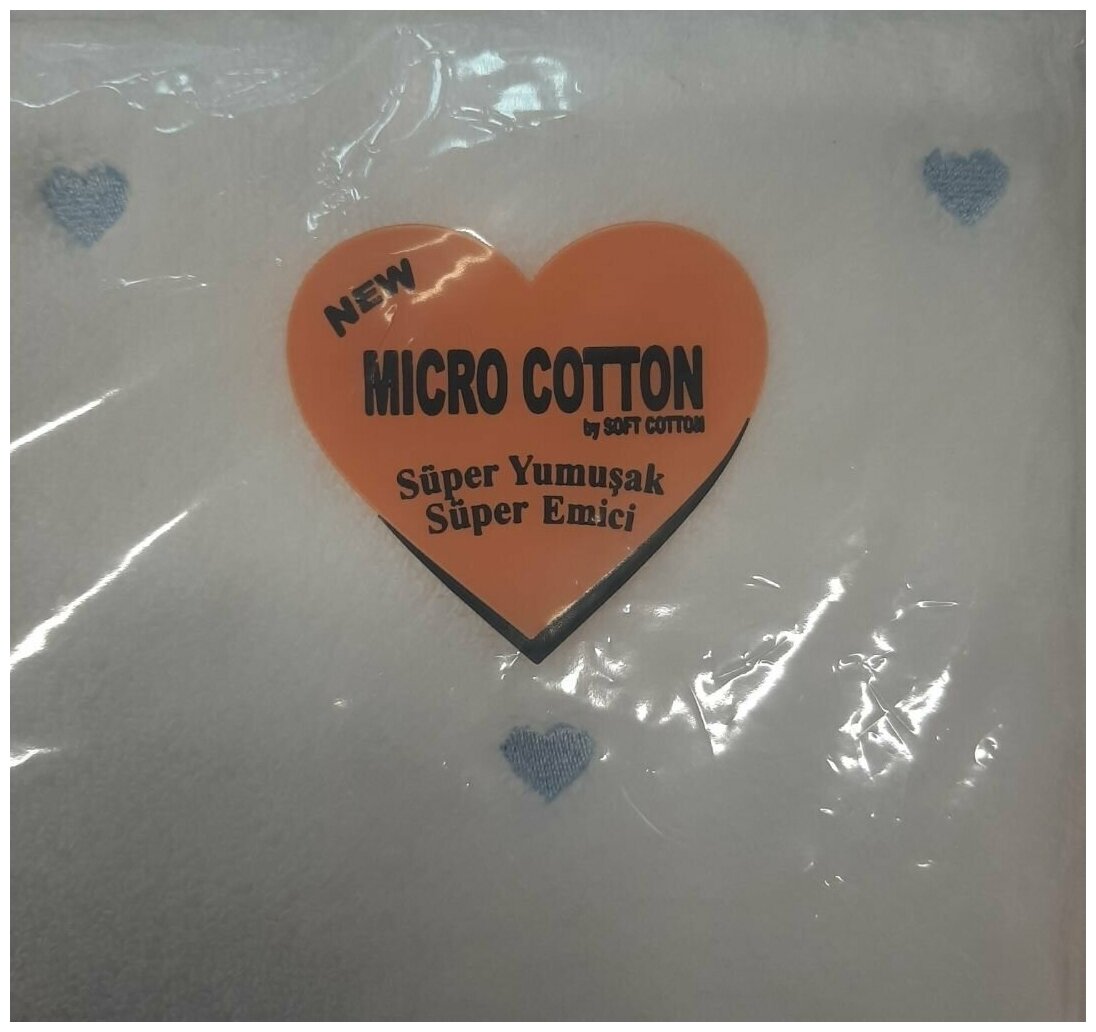 NEW
MICRO COTTON
by SOFT COTTON
Süper Yumuşak
Süper Emici